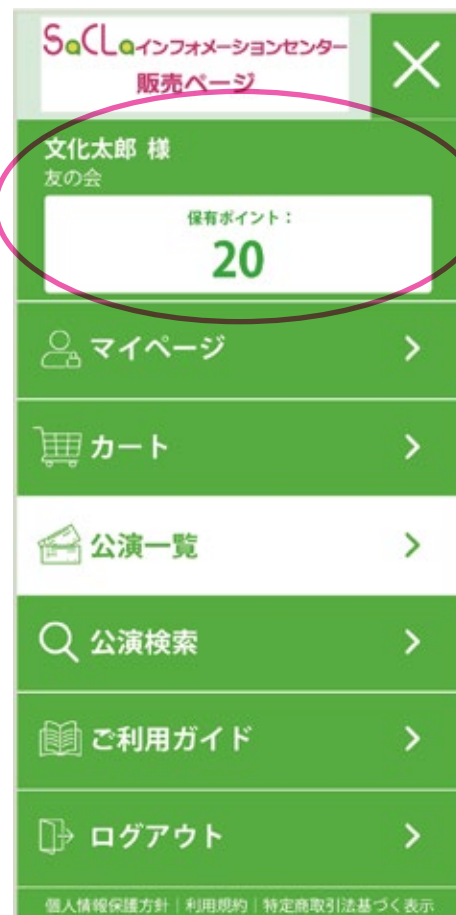 SaCLaインフォメーションセンター
販売ページ
文化太郎 様
友の会
保有ポイント：
20
マイページ
カート
公演一覧
公演検索
ご利用ガイド
ログアウト
個人情報保護方針｜利用規約｜特定商取引法基づく表示